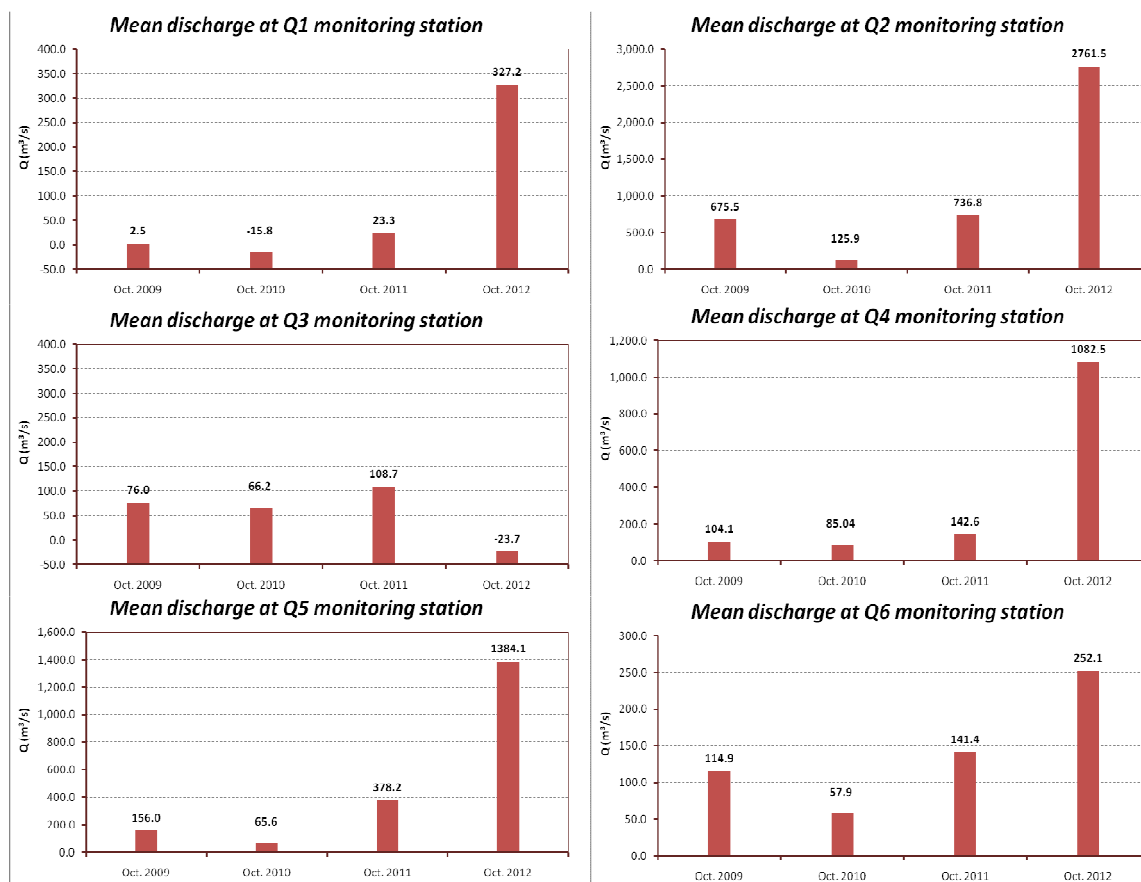 Mean discharge at Q1 monitoring station
Q (m³/s)
400.0
350.0
300.0
250.0
200.0
150.0
100.0
50.0
0.0
-50.0
2.5
-15.8
23.3
327.2
Oct. 2009
Oct. 2010
Oct. 2011
Oct. 2012
Mean discharge at Q2 monitoring station
Q (m³/s)
3,000.0
2,500.0
2,000.0
1,500.0
1,000.0
500.0
0.0
675.5
125.9
736.8
2761.5
Oct. 2009
Oct. 2010
Oct. 2011
Oct. 2012
Mean discharge at Q3 monitoring station
Q (m³/s)
400.0
350.0
300.0
250.0
200.0
150.0
100.0
50.0
0.0
-50.0
76.0
66.2
108.7
-23.7
Oct. 2009
Oct. 2010
Oct. 2011
Oct. 2012
Mean discharge at Q4 monitoring station
Q (m³/s)
1,200.0
1,000.0
800.0
600.0
400.0
200.0
0.0
104.1
85.04
142.6
1082.5
Oct. 2009
Oct. 2010
Oct. 2011
Oct. 2012
Mean discharge at Q5 monitoring station
Q (m³/s)
1,600.0
1,400.0
1,200.0
1,000.0
800.0
600.0
400.0
200.0
0.0
156.0
65.6
378.2
1384.1
Oct. 2009
Oct. 2010
Oct. 2011
Oct. 2012
Mean discharge at Q6 monitoring station
Q (m³/s)
300.0
250.0
200.0
150.0
100.0
50.0
0.0
114.9
57.9
141.4
252.1
Oct. 2009
Oct. 2010
Oct. 2011
Oct. 2012